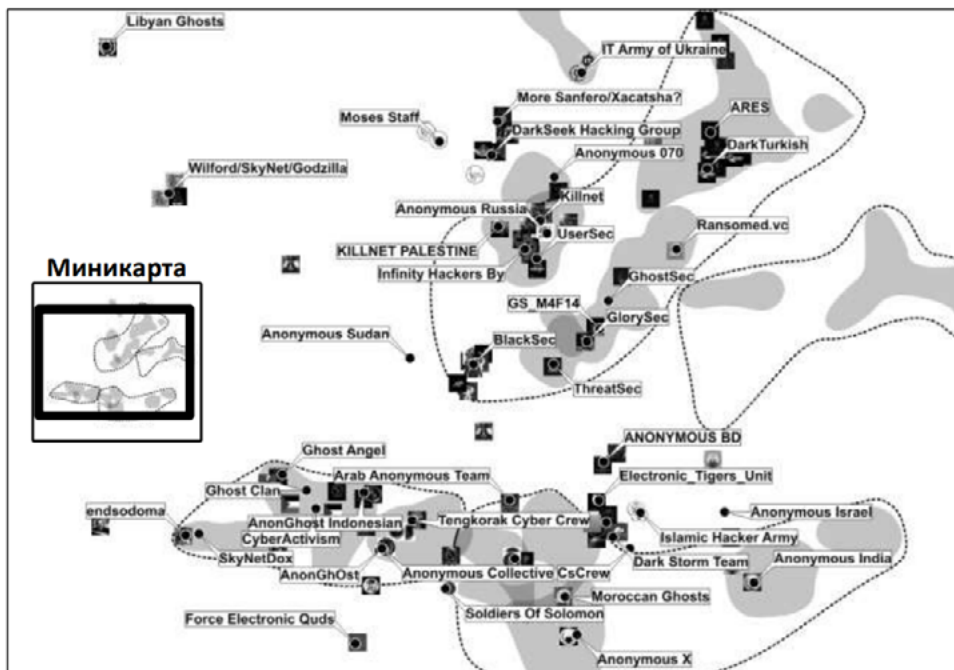 Libyan Ghosts
IT Army of Ukraine
More Sanfero/Xacatsha?
Moses Staff
ARES
DarkSeek Hacking Group
DarkTurkish
Anonymous 070
Wilford/SkyNet/Godzilla
Killnet
Anonymous Russia
Ransomed.vc
UserSec
KILLNET PALESTINE
Infinity Hackers By
Миникарта
GhostSec
GS_M4F14
GlorySec
Anonymous Sudan
BlackSec
ThreatSec
ANONYMOUS BD
Ghost Angel
Arab Anonymous Team
Electronic_Tigers_Unit
Ghost Clan
endsodoma
AnonGhost Indonesian
Tengkorak Cyber Crew
Anonymous Israel
CyberActivism
Islamic Hacker Army
SkyNetDox
Dark Storm Team
Anonymous India
AnonGhOst
Anonymous Collective
CsCrew
Moroccan Ghosts
Soldiers Of Solomon
Force Electronic Quds
Anonymous X